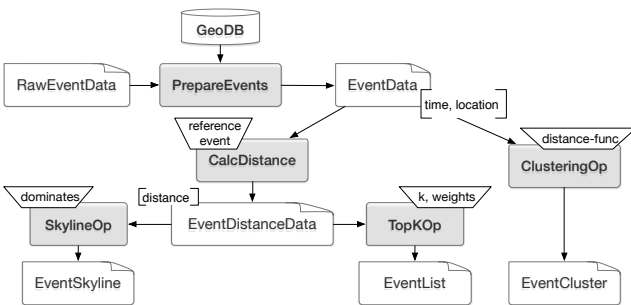 GeoDB
RawEventData
PrepareEvents
EventData
time, location
reference
event
CalcDistance
distance-func
ClusteringOp
dominates
SkylineOp
distance
EventDistanceData
k, weights
TopKOp
EventSkyline
EventList
EventCluster